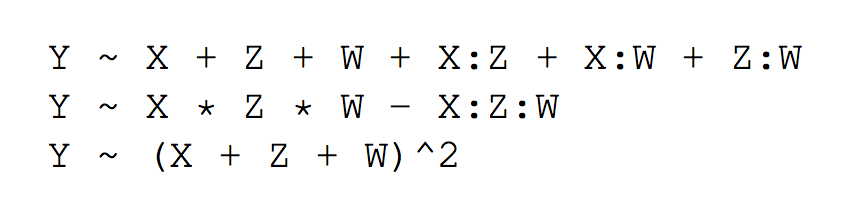 Y ~ X + Z + W + X:Z + X:W + Z:W
Y ~ X * Z * W - X:Z:W
Y ~ (X + Z + W)^2